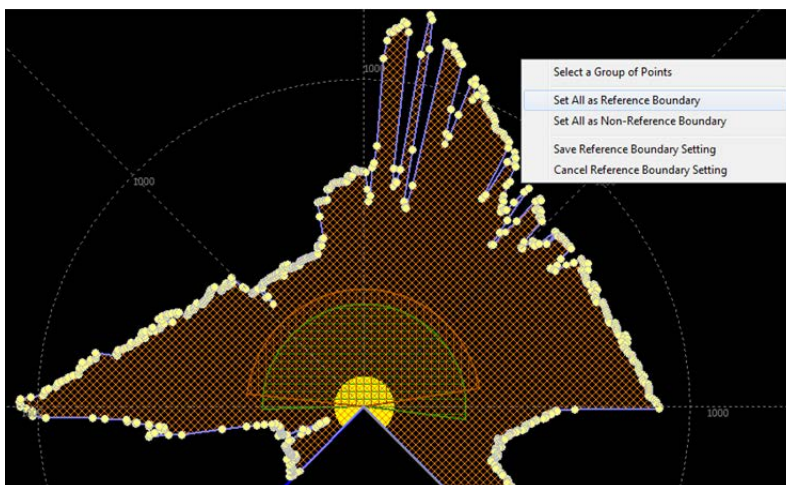 1000
Select a Group of Points
Set All as Reference Boundary
Set All as Non-Reference Boundary
Save Reference Boundary Setting
Cancel Reference Boundary Setting
1000
1000